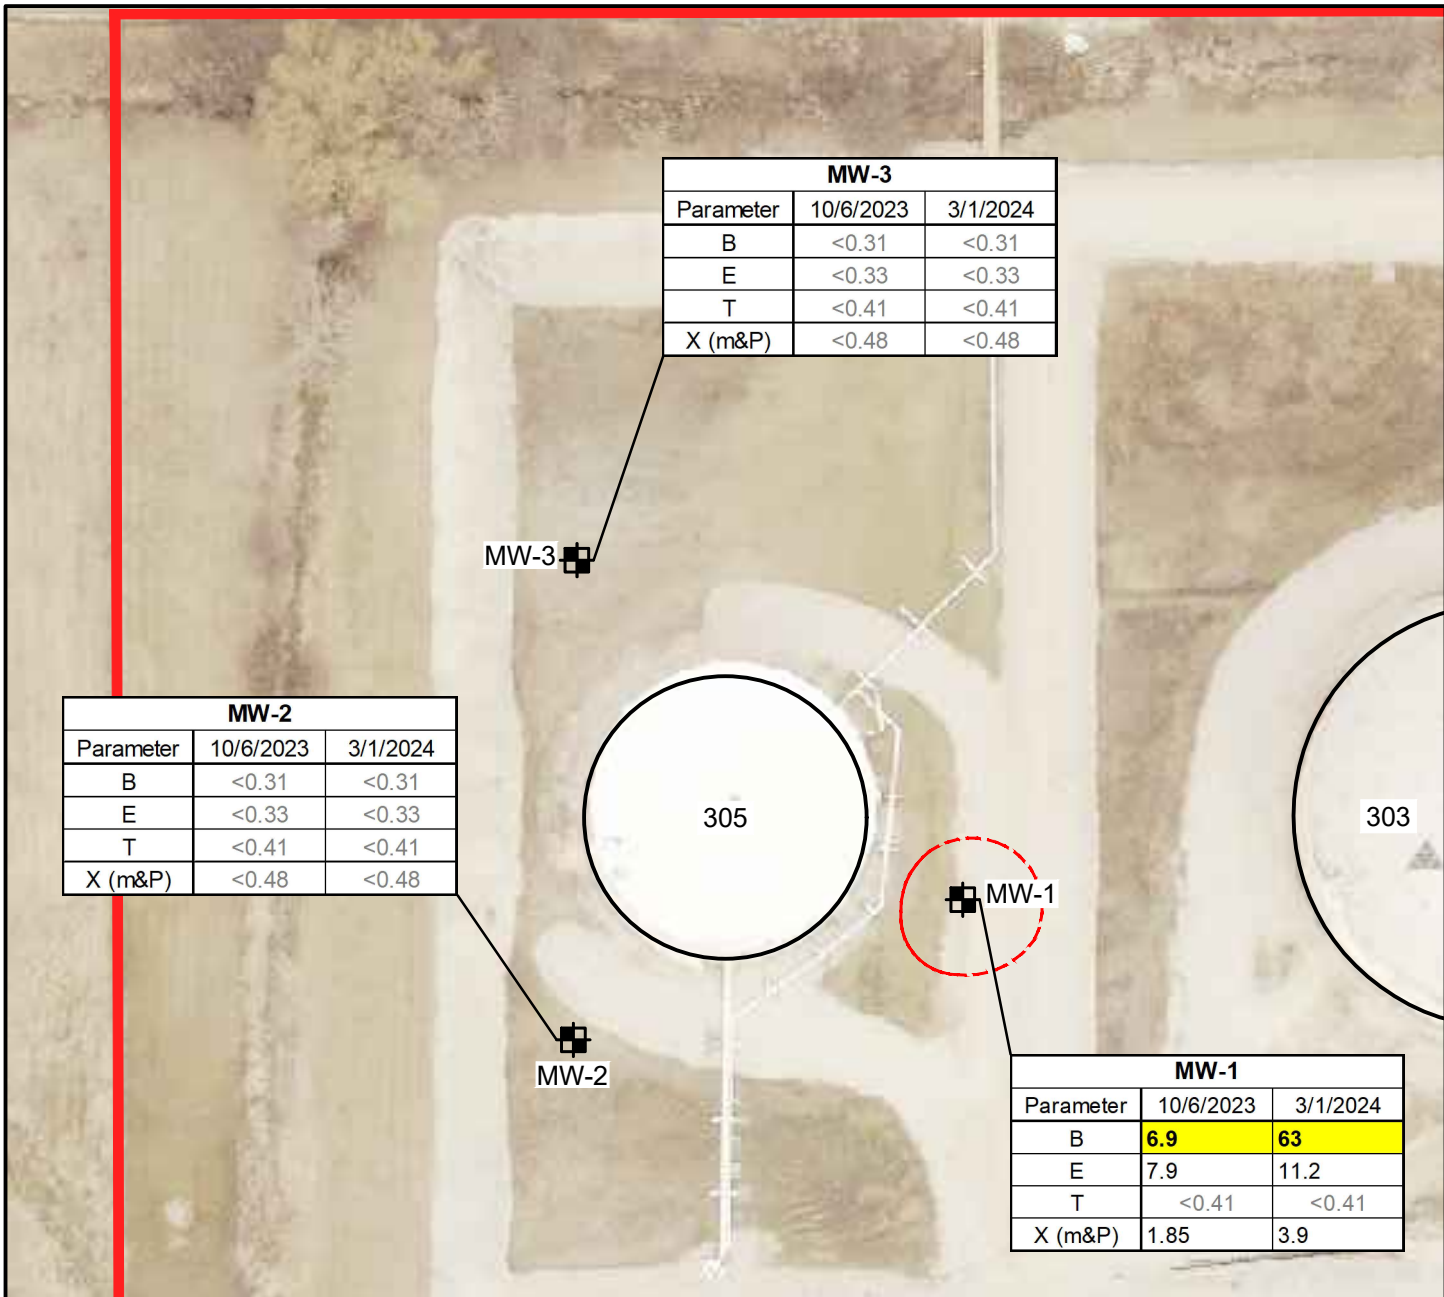 MW-3
Parameter 10/6/2023 3/1/2024
B <0.31 <0.31
E <0.33 <0.33
T <0.41 <0.41
X (m&P) <0.48 <0.48
MW-3
MW-2
Parameter 10/6/2023 3/1/2024
B <0.31 <0.31
E <0.33 <0.33
T <0.41 <0.41
X (m&P) <0.48 <0.48
305
303
MW-1
MW-2
MW-1
Parameter 10/6/2023 3/1/2024
B 6.9 63
E 7.9 11.2
T <0.41 <0.41
X (m&P) 1.85 3.9